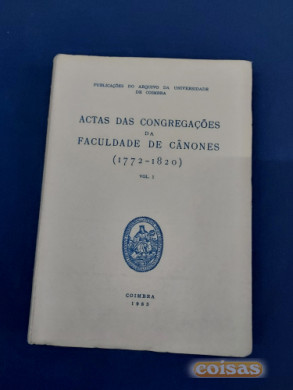 PUBLICAÇÕES DO ARQUIVO DA UNIVERSIDADE
DE COIMBRA
ACTAS DAS CONGREGAÇÕES
DA
FACULDADE DE CÂNONES
(1772-1820)
VOL. I
COIMBRA
coisas